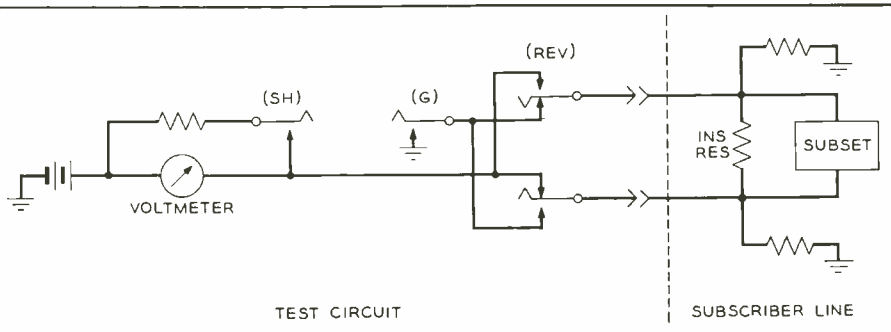 (REV)
(SH)
(G)
INS
RES
SUBSET
VOLTMETER
TEST CIRCUIT
SUBSCRIBER LINE